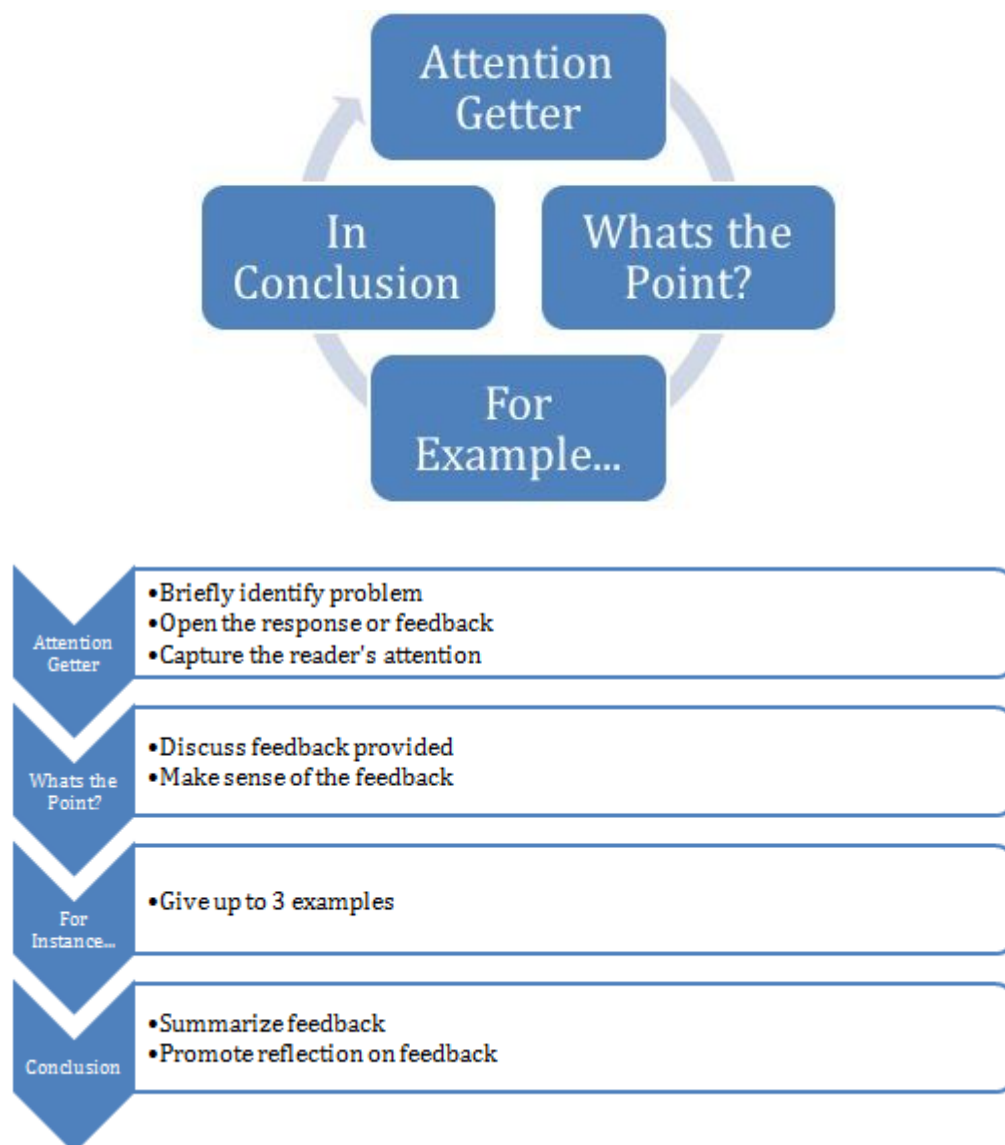 Attention
Getter
In
Conclusion
Whats the
Point?
For
Example...
Attention
Getter
•Briefly identify problem
•Open the response or feedback
•Capture the reader's attention
Whats the
Point?
•Discuss feedback provided
•Make sense of the feedback
For
Instance...
•Give up to 3 examples
Conclusion
•Summarize feedback
•Promote reflection on feedback